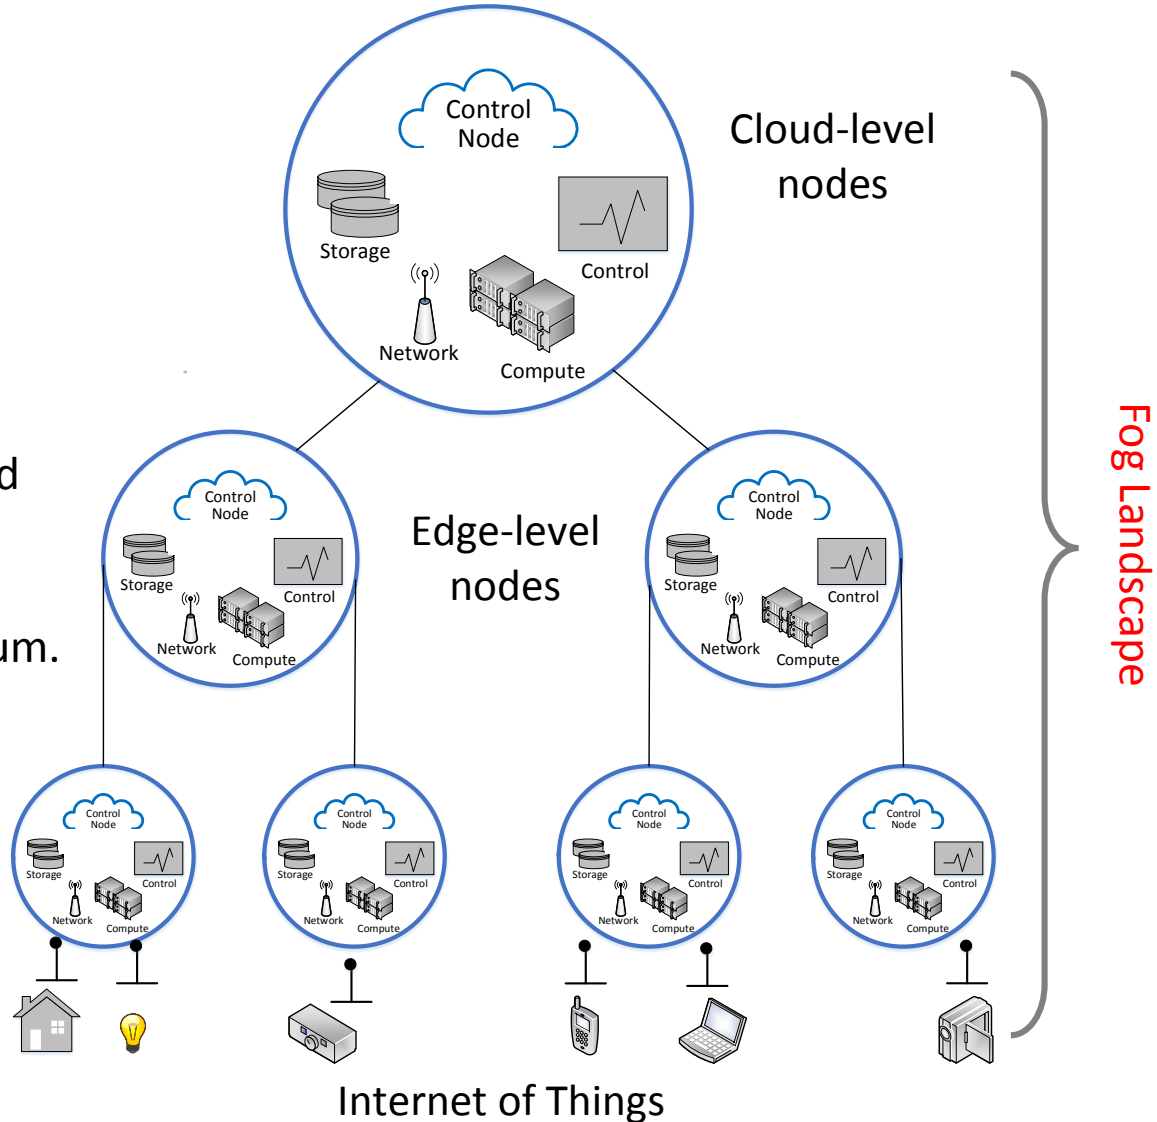 Control
Node
Cloud-level
nodes
Storage
Control
Network
Compute
Fog Landscape
d
um.
Control
Node
Storage
Control
Network
Compute
Edge-level
nodes
Control
Node
Storage
Control
Network
Compute
Control
Node
Storage
Control
Network
Compute
Control
Node
Storage
Control
Network
Compute
Control
Node
Storage
Control
Network
Compute
Control
Node
Storage
Control
Network
Compute
Internet of Things